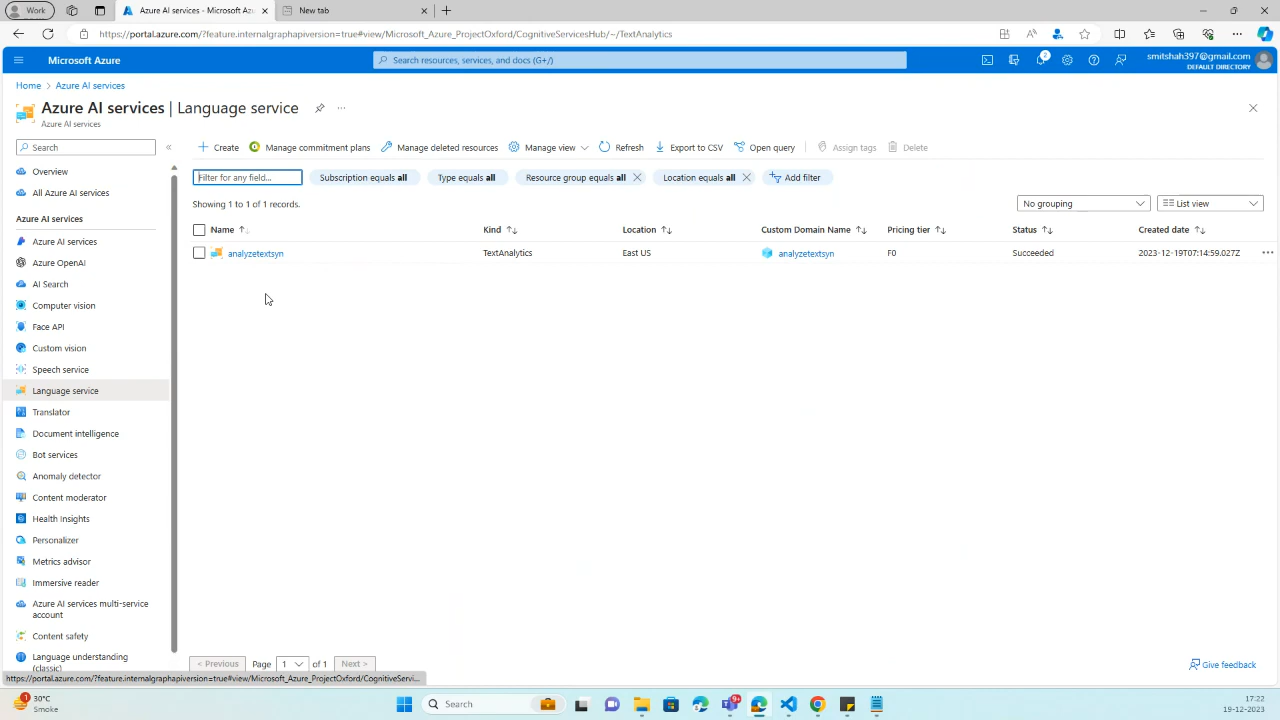 Work
Azure AI services - Microsoft Azu
New tab
https://portal.azure.com/?feature.internalgraphapiversion=true#view/Microsoft_Azure_ProjectOxford/CognitiveServicesHub/~/TextAnalytics
Microsoft Azure
Search resources, services, and docs (G+/)
2
smitshah397@gmail.com
DEFAULT DIRECTORY
Home > Azure AI services
Azure AI services | Language service
Azure AI services
Search
Create
Manage commitment plans
Manage deleted resources
Manage view
Refresh
Export to CSV
Open query
Assign tags
Delete
Overview
All Azure AI services
Azure AI services
Azure AI services
Azure OpenAI
AI Search
Computer vision
Face API
Custom vision
Speech service
Language service
Translator
Document intelligence
Bot services
Anomaly detector
Content moderator
Health Insights
Personalizer
Metrics advisor
Immersive reader
Azure AI services multi-service
account
Content safety
Language understanding
(classic)
Filter for any field...
Subscription equals all
Type equals all
Resource group equals all
Location equals all
Add filter
Showing 1 to 1 of 1 records.
No grouping
List view
Name Kind Location Custom Domain Name Pricing tier Status Created date
analyzetextsyn TextAnalytics East US analyzetextsyn F0 Succeeded 2023-12-19T07:14:59.027Z
< Previous Page 1 of 1 Next >
Give feedback
https://portal.azure.com/?feature.internalgraphapiversion=true#view/Microsoft_Azure_ProjectOxford/CognitiveServi...
1
30°C
Smoke
Search
9+
17:22
19-12-2023